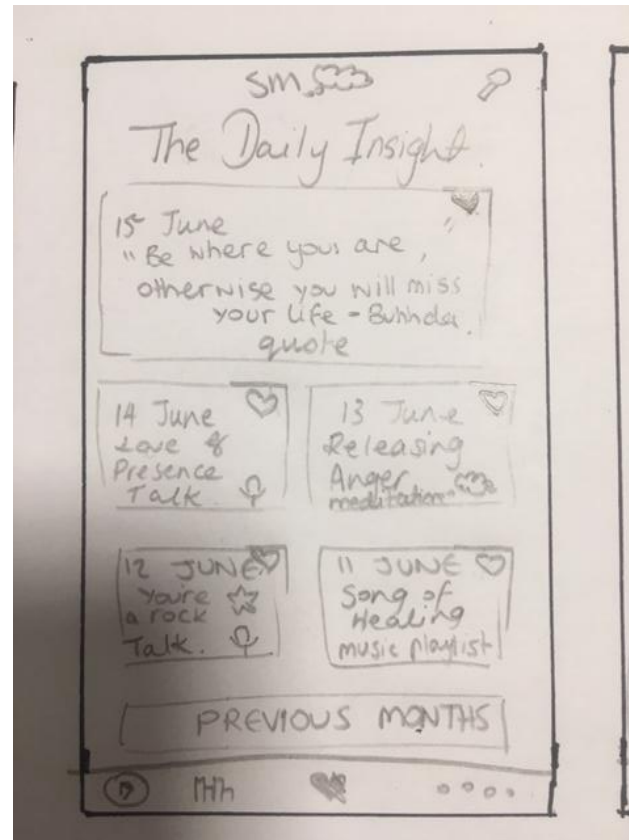 sm
The Daily Insight.
15 June
"Be where you are,
otherwise you will miss
your life - Buhhda.
quote
14 June
Love &
Presence
Talk.
13 June
Releasing
Anger
meditation
12 JUNE
You're
a rock
Talk.
11 JUNE
Song of
Healing
music playlist
PREVIOUS MONTHS